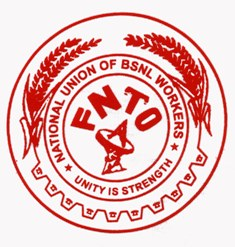 NATIONAL UNION OF BSNL WORKERS
FNTO
UNITY IS STRENGTH